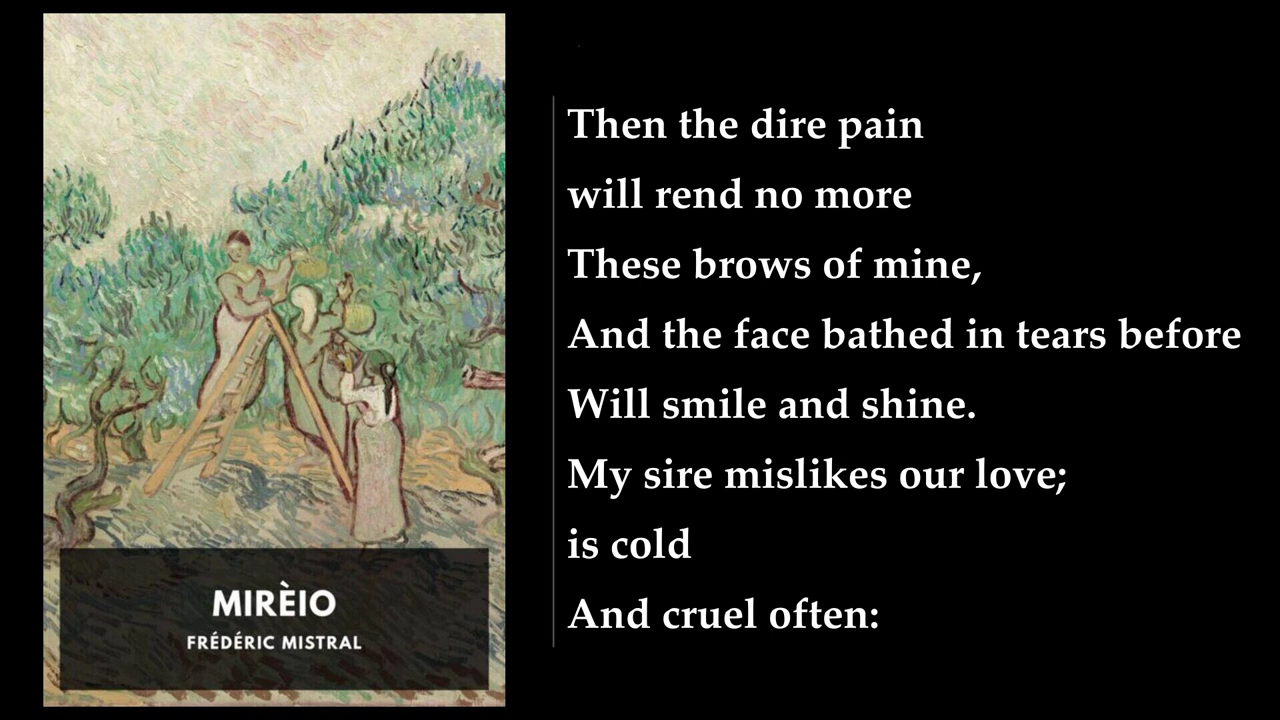 MIRÈIO
FRÉDÉRIC MISTRAL
Then the dire pain
will rend no more
These brows of mine,
And the face bathed in tears before
Will smile and shine.
My sire mislikes our love;
is cold
And cruel often: